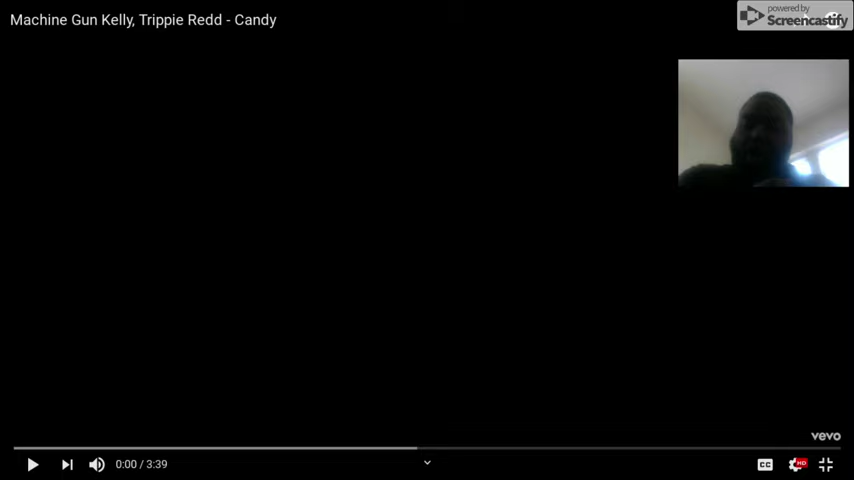 Machine Gun Kelly, Trippie Redd - Candy
powered by
Screencastify
vevo
0:00 / 3:39
CC
HD